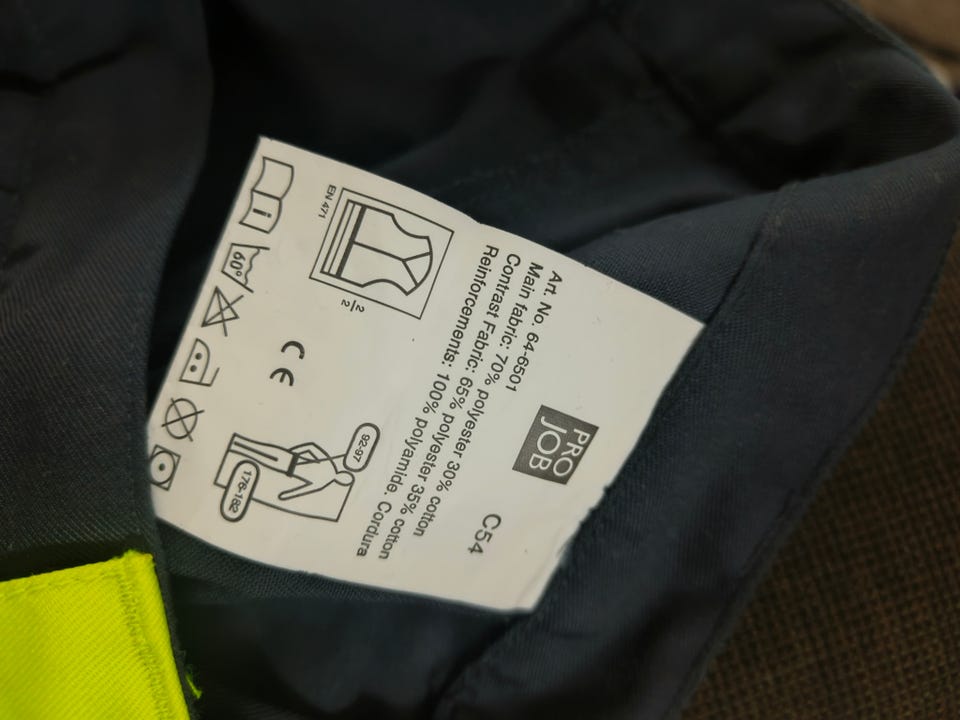 PRO
JOB
C54
Art. No. 64-6501
Main fabric: 70% polyester 30% cotton
Contrast Fabric: 65% polyester 35% cotton
Reinforcements: 100% polyamide. Cordura
2
2
EN 471
CE
92-97
176-182
60°